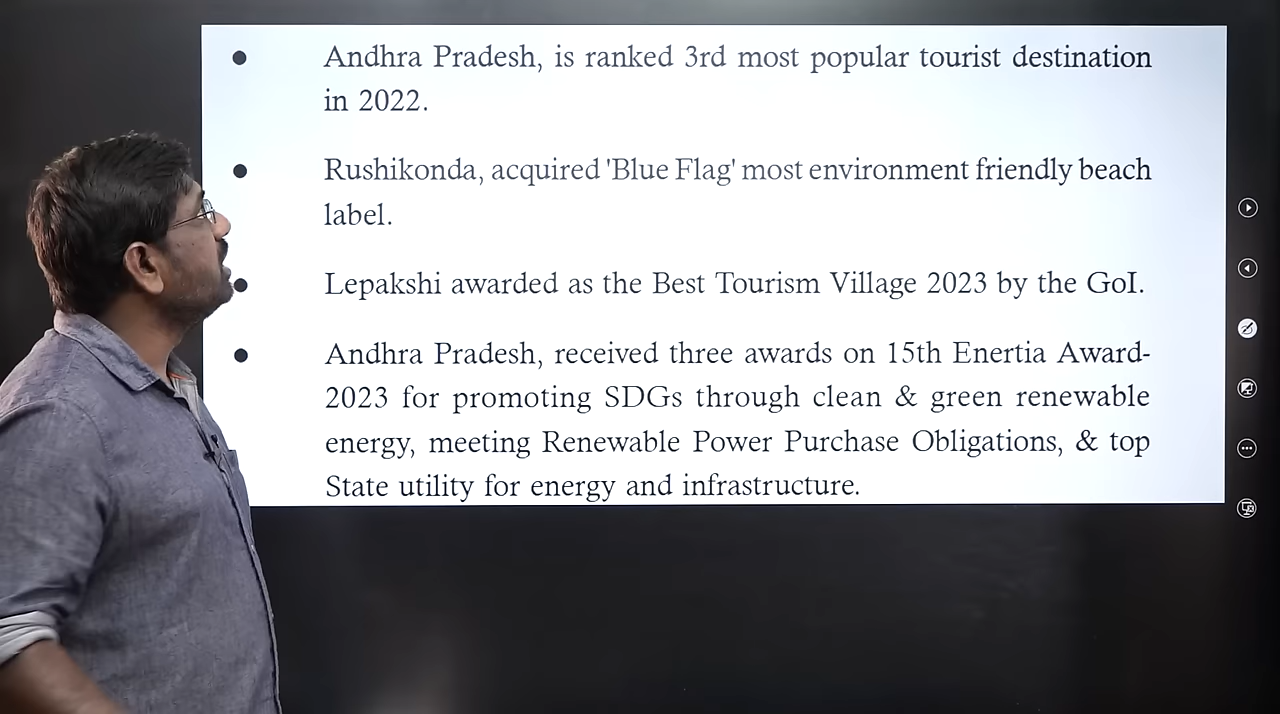 ● Andhra Pradesh, is ranked 3rd most popular tourist destination
in 2022.
● Rushikonda, acquired 'Blue Flag' most environment friendly beach
label.
● Lepakshi awarded as the Best Tourism Village 2023 by the GoI.
● Andhra Pradesh, received three awards on 15th Enertia Award-
2023 for promoting SDGs through clean & green renewable
energy, meeting Renewable Power Purchase Obligations, & top
State utility for energy and infrastructure.